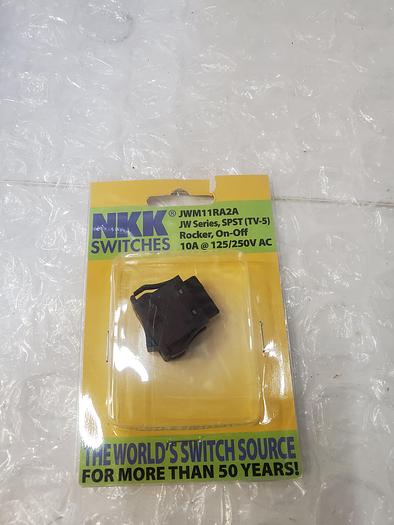 NKK®
SWITCHES
JWM11RA2A
JW Series, SPST (TV-5)
Rocker, On-Off
10A @ 125/250V AC
THE WORLD'S SWITCH SOURCE
FOR MORE THAN 50 YEARS!